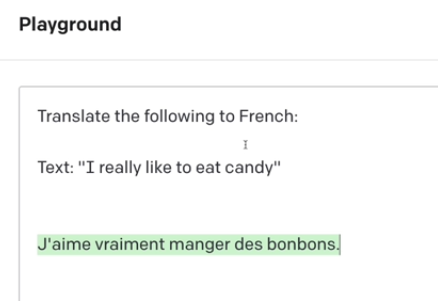 Playground
Translate the following to French:
Text: "I really like to eat candy"
J'aime vraiment manger des bonbons.